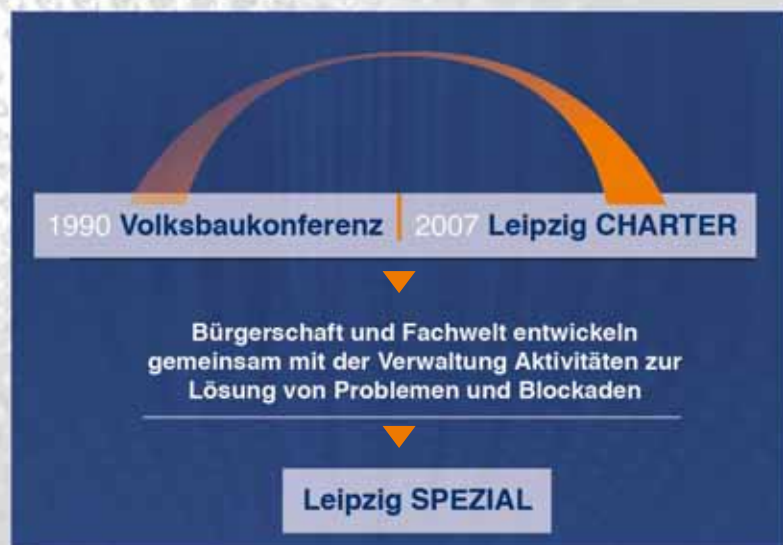 1990 Volksbaukonferenz | 2007 Leipzig CHARTER
Bürgerschaft und Fachwelt entwickeln
gemeinsam mit der Verwaltung Aktivitäten zur
Lösung von Problemen und Blockaden
Leipzig SPEZIAL